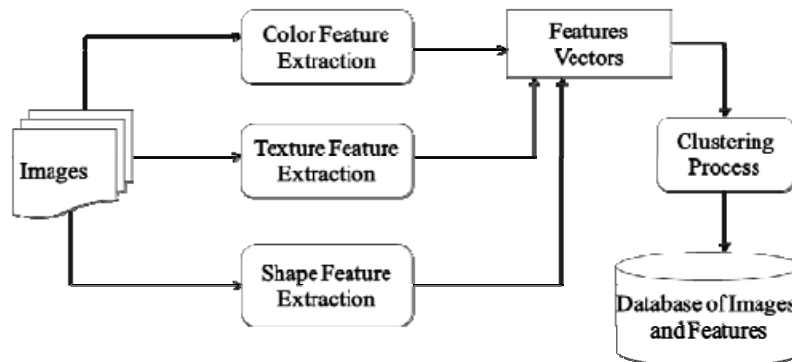 Color Feature
Extraction
Features
Vectors
Images
Texture Feature
Extraction
Clustering
Process
Shape Feature
Extraction
Database of Images
and Features